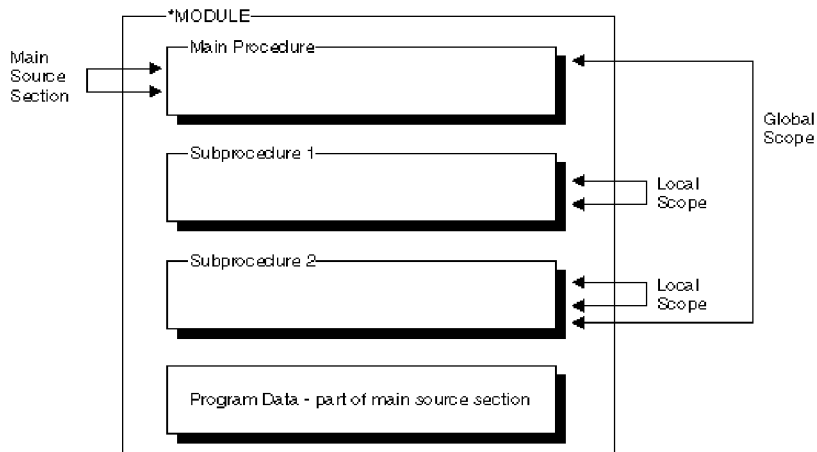 *MODULE
Main Procedure
Main
Source
Section
Global
Scope
Subprocedure 1
Local
Scope
Subprocedure 2
Local
Scope
Program Data - part of main source section